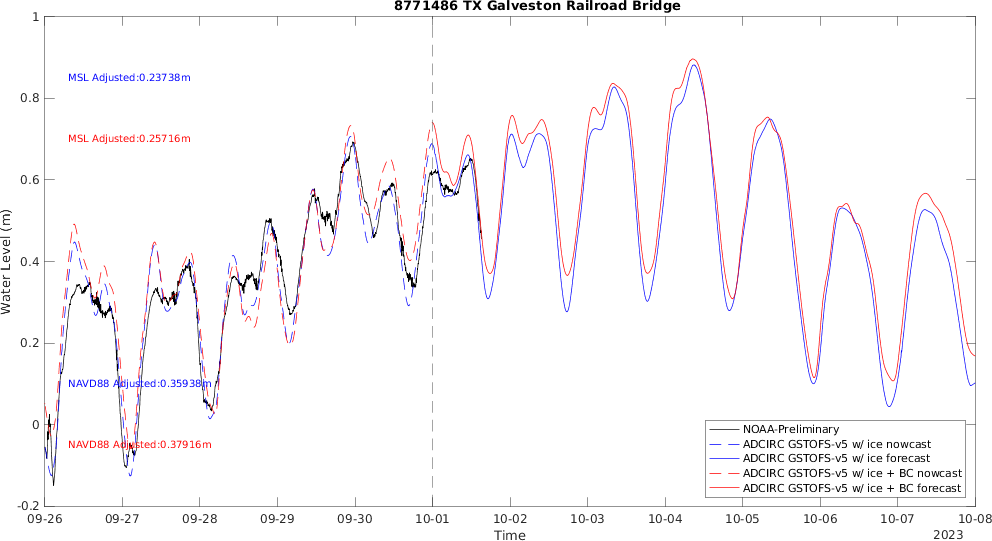 8771486 TX Galveston Railroad Bridge
1
0.8
0.6
0.4
0.2
0
-0.2
Water Level (m)
MSL Adjusted:0.23738m
MSL Adjusted:0.25716m
NAVD88 Adjusted:0.35938m
NAVD88 Adjusted:0.37916m
NOAA-Preliminary
ADCIRC GSTOFS-v5 w/ ice nowcast
ADCIRC GSTOFS-v5 w/ ice forecast
ADCIRC GSTOFS-v5 w/ ice + BC nowcast
ADCIRC GSTOFS-v5 w/ ice + BC forecast
09-26 09-27 09-28 09-29 09-30 10-01 10-02 10-03 10-04 10-05 10-06 10-07 10-08
Time
2023